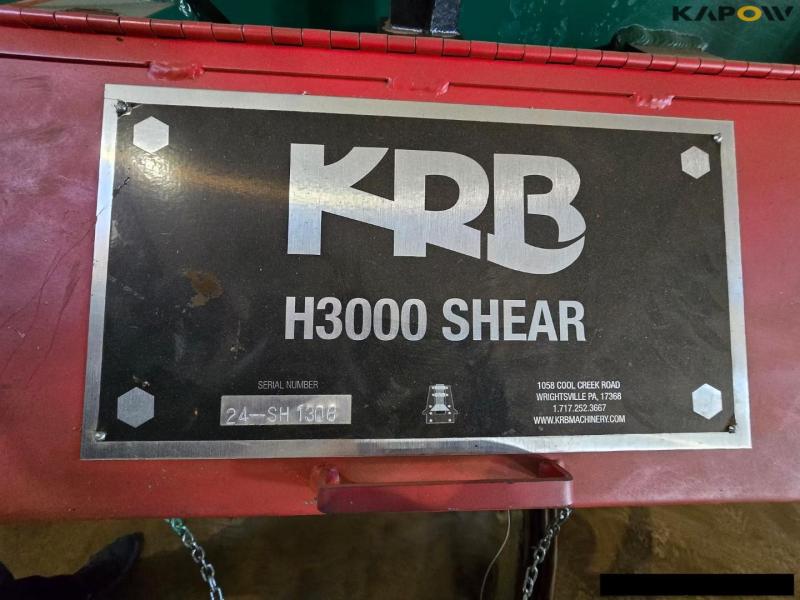 KAPOW
KRB
H3000 SHEAR
SERIAL NUMBER
24-SH 1308
1058 COOL CREEK ROAD
WRIGHTSVILLE PA, 17368
1.717.252.3667
WWW.KRBMACHINERY.COM